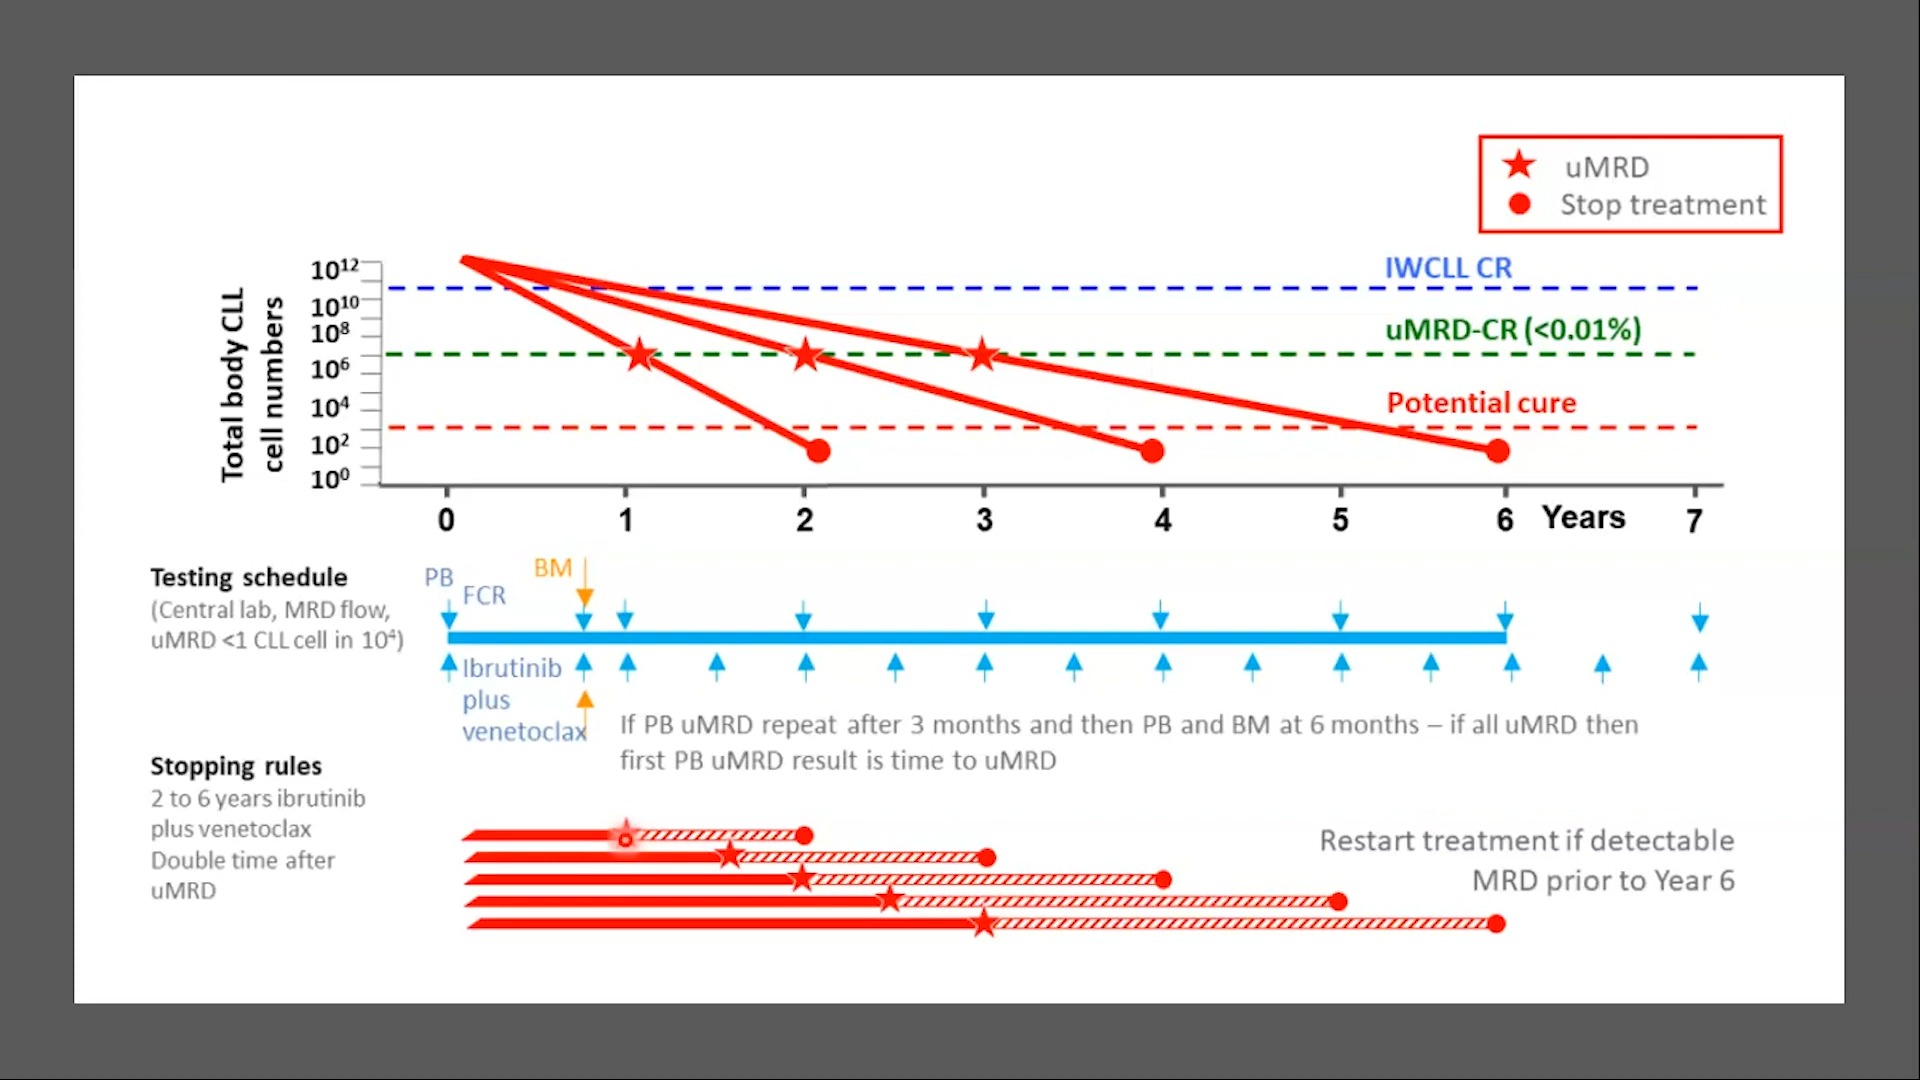 uMRD
Stop treatment
IWCLL CR
uMRD-CR (<0.01%)
Potential cure
Total body CLL
cell numbers
10¹²
10¹⁰
10⁸
10⁶
10⁴
10²
10⁰
0 1 2 3 4 5 6 Years 7
Testing schedule
(Central lab, MRD flow,
uMRD <1 CLL cell in 10⁴)
PB
FCR
BM
Ibrutinib
plus
venetoclax
If PB uMRD repeat after 3 months and then PB and BM at 6 months – if all uMRD then
first PB uMRD result is time to uMRD
Stopping rules
2 to 6 years ibrutinib
plus venetoclax
Double time after
uMRD
Restart treatment if detectable
MRD prior to Year 6